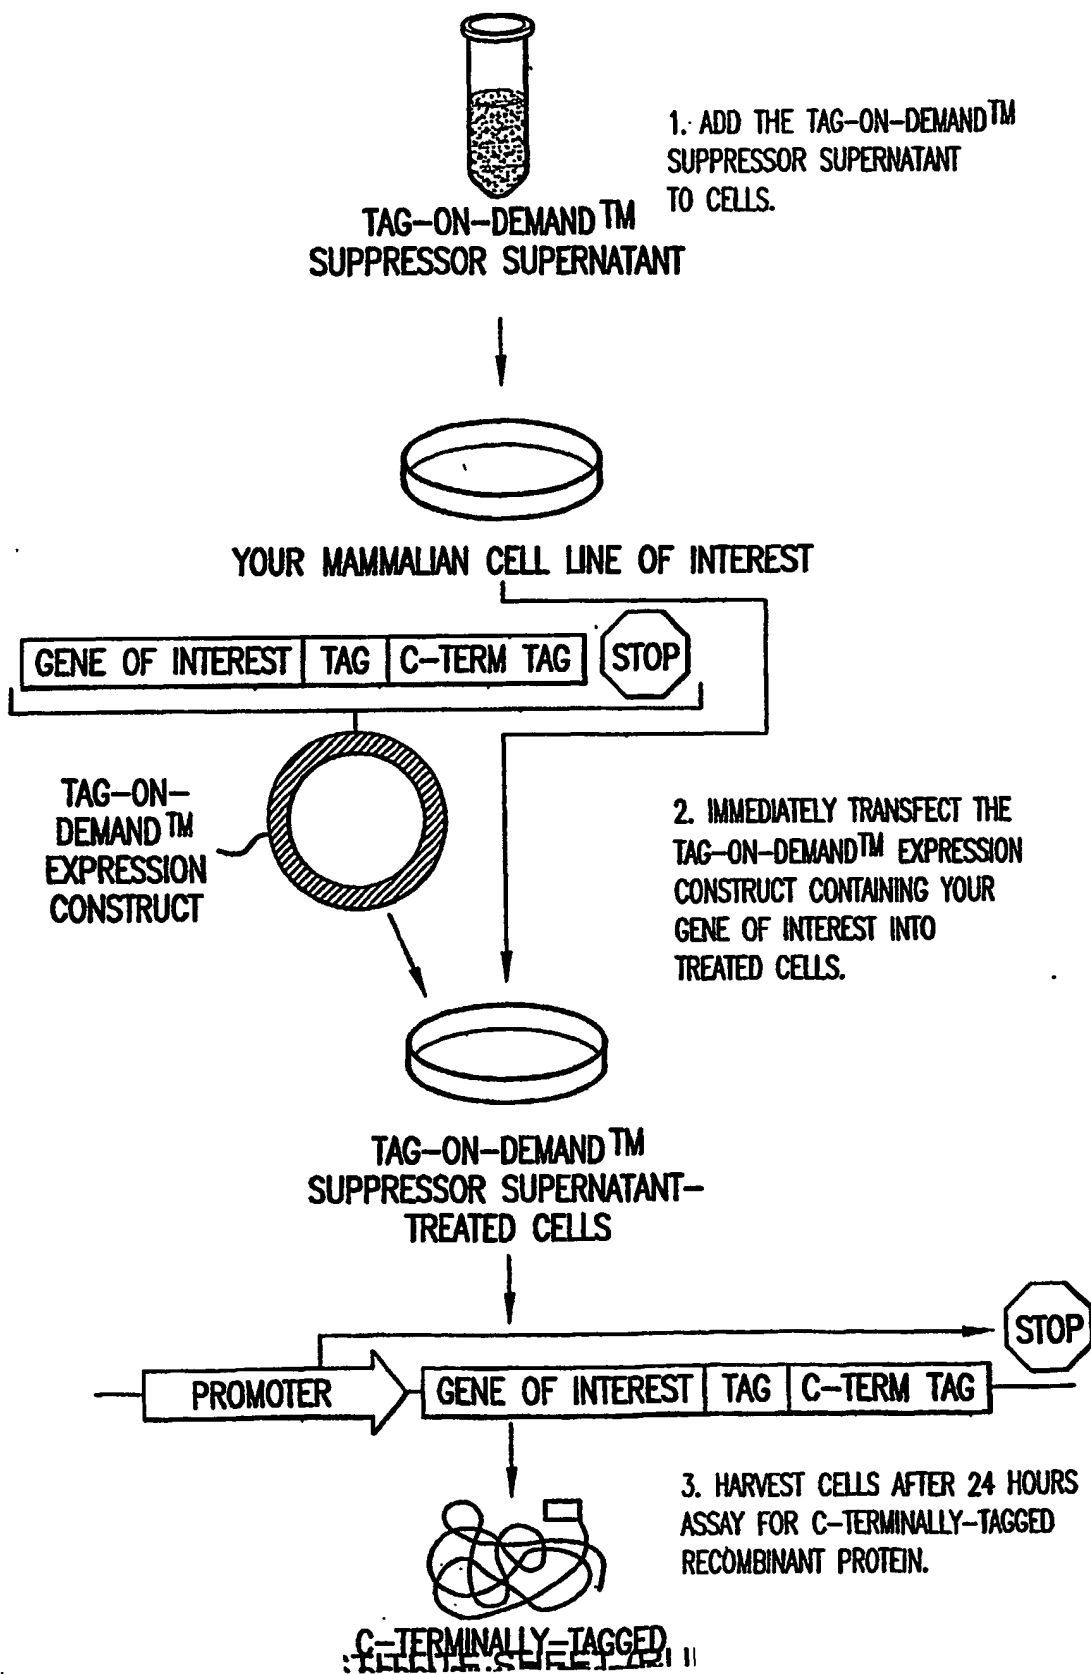 1. ADD THE TAG-ON-DEMAND™
SUPPRESSOR SUPERNATANT
TO CELLS.
TAG-ON-DEMAND™
SUPPRESSOR SUPERNATANT
YOUR MAMMALIAN CELL LINE OF INTEREST
GENE OF INTEREST TAG C-TERM TAG STOP
TAG-ON-
DEMAND™
EXPRESSION
CONSTRUCT
2. IMMEDIATELY TRANSFECT THE
TAG-ON-DEMAND™ EXPRESSION
CONSTRUCT CONTAINING YOUR
GENE OF INTEREST INTO
TREATED CELLS.
TAG-ON-DEMAND™
SUPPRESSOR SUPERNATANT-
TREATED CELLS
STOP
PROMOTER GENE OF INTEREST TAG C-TERM TAG
3. HARVEST CELLS AFTER 24 HOURS
ASSAY FOR C-TERMINALLY-TAGGED
RECOMBINANT PROTEIN.
C-TERMINALLY-TAGGED